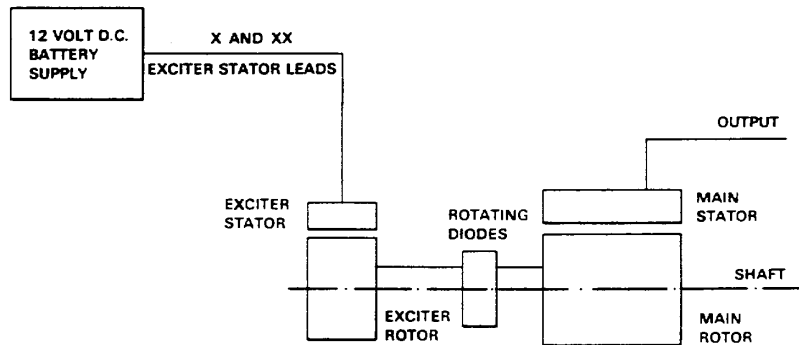 12 VOLT D.C.
BATTERY
SUPPLY
X AND XX
EXCITER STATOR LEADS
OUTPUT
EXCITER
STATOR
ROTATING
DIODES
MAIN
STATOR
SHAFT
EXCITER
ROTOR
MAIN
ROTOR